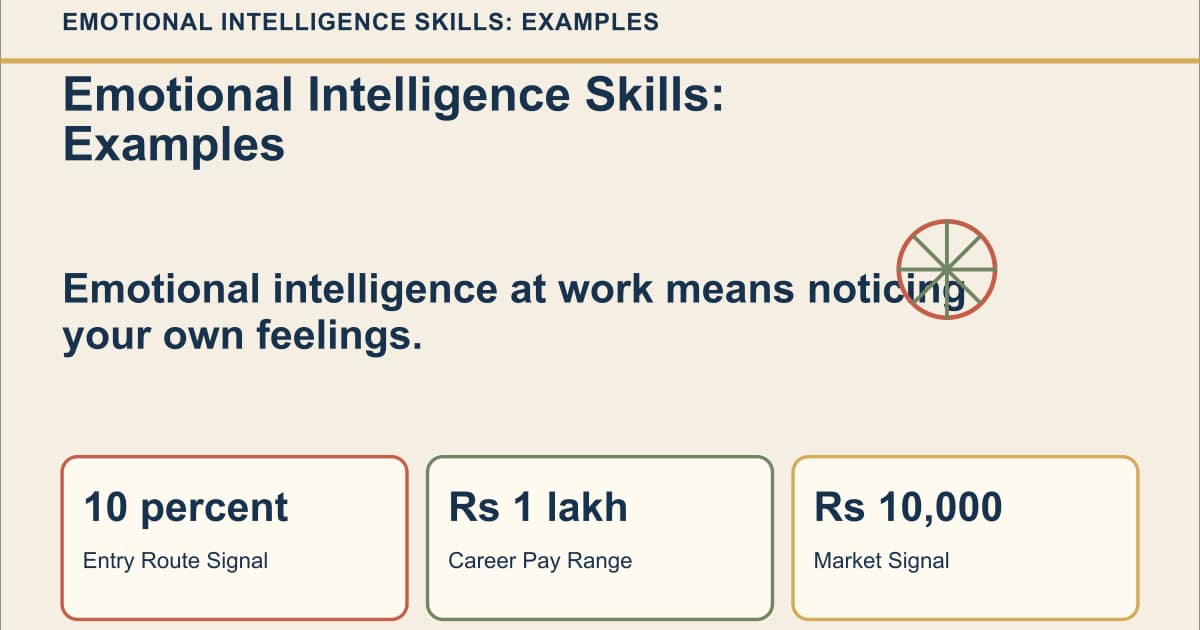 EMOTIONAL INTELLIGENCE SKILLS: EXAMPLES
Emotional Intelligence Skills:
Examples
Emotional intelligence at work means noticing
your own feelings.
10 percent
Entry Route Signal
Rs 1 lakh
Career Pay Range
Rs 10,000
Market Signal